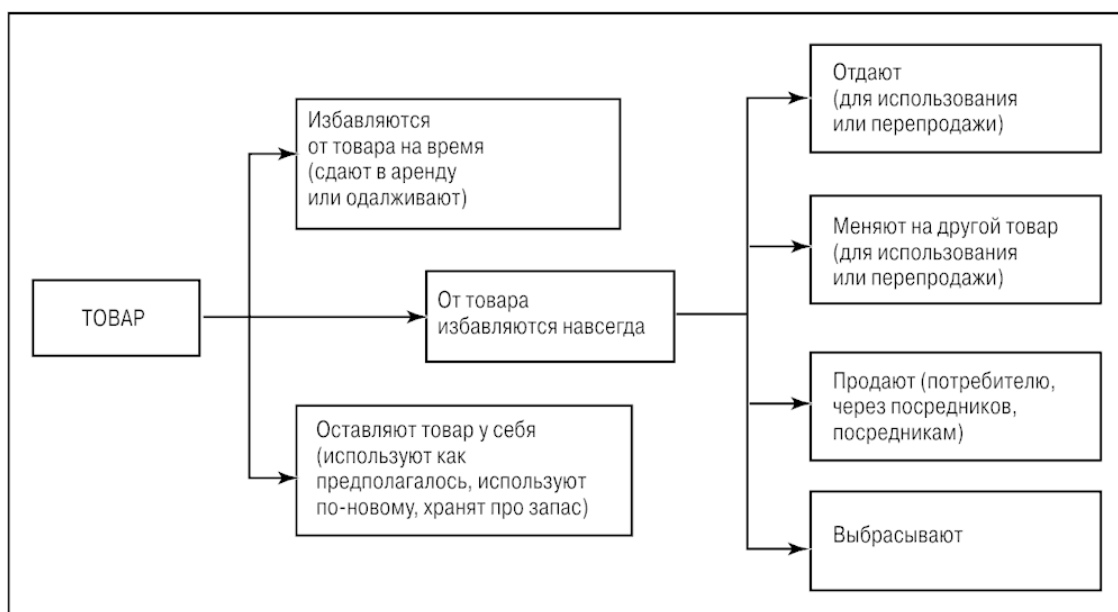 ТОВАР
Избавляются
от товара на время
(сдают в аренду
или одалживают)
От товара
избавляются навсегда
Оставляют товар у себя
(используют как
предполагалось, используют
по-новому, хранят про запас)
Отдают
(для использования
или перепродажи)
Меняют на другой товар
(для использования
или перепродажи)
Продают (потребителю,
через посредников,
посредникам)
Выбрасывают